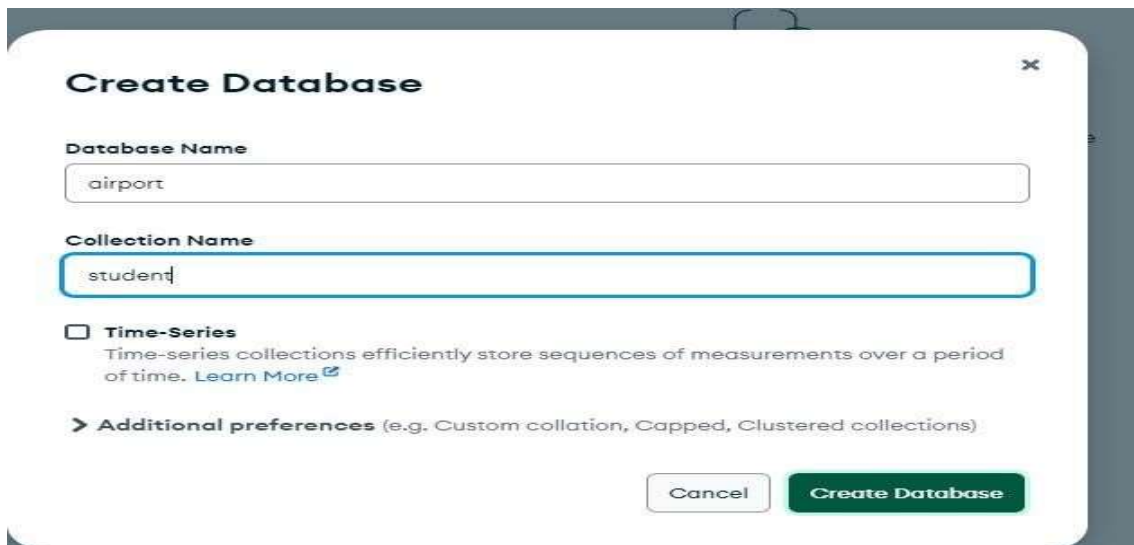 Create Database
Database Name
airport
Collection Name
student
Time-Series
Time-series collections efficiently store sequences of measurements over a period
of time. Learn More
Additional preferences (e.g. Custom collation, Capped, Clustered collections)
Cancel Create Database